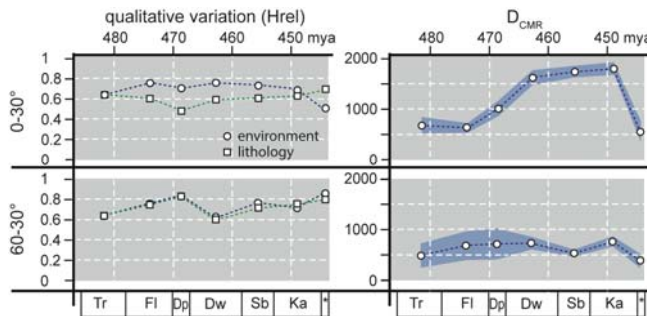 qualitative variation (Hrel)
D_CMR
480 470 460 450 mya
480 470 460 450 mya
0-30°
1
0.8
0.6
0.4
0.2
0
environment
lithology
2000
1000
0
60-30°
1
0.8
0.6
0.4
0.2
0
2000
1000
500
0
Tr Fl Dp Dw Sb Ka *
Tr Fl Dp Dw Sb Ka *